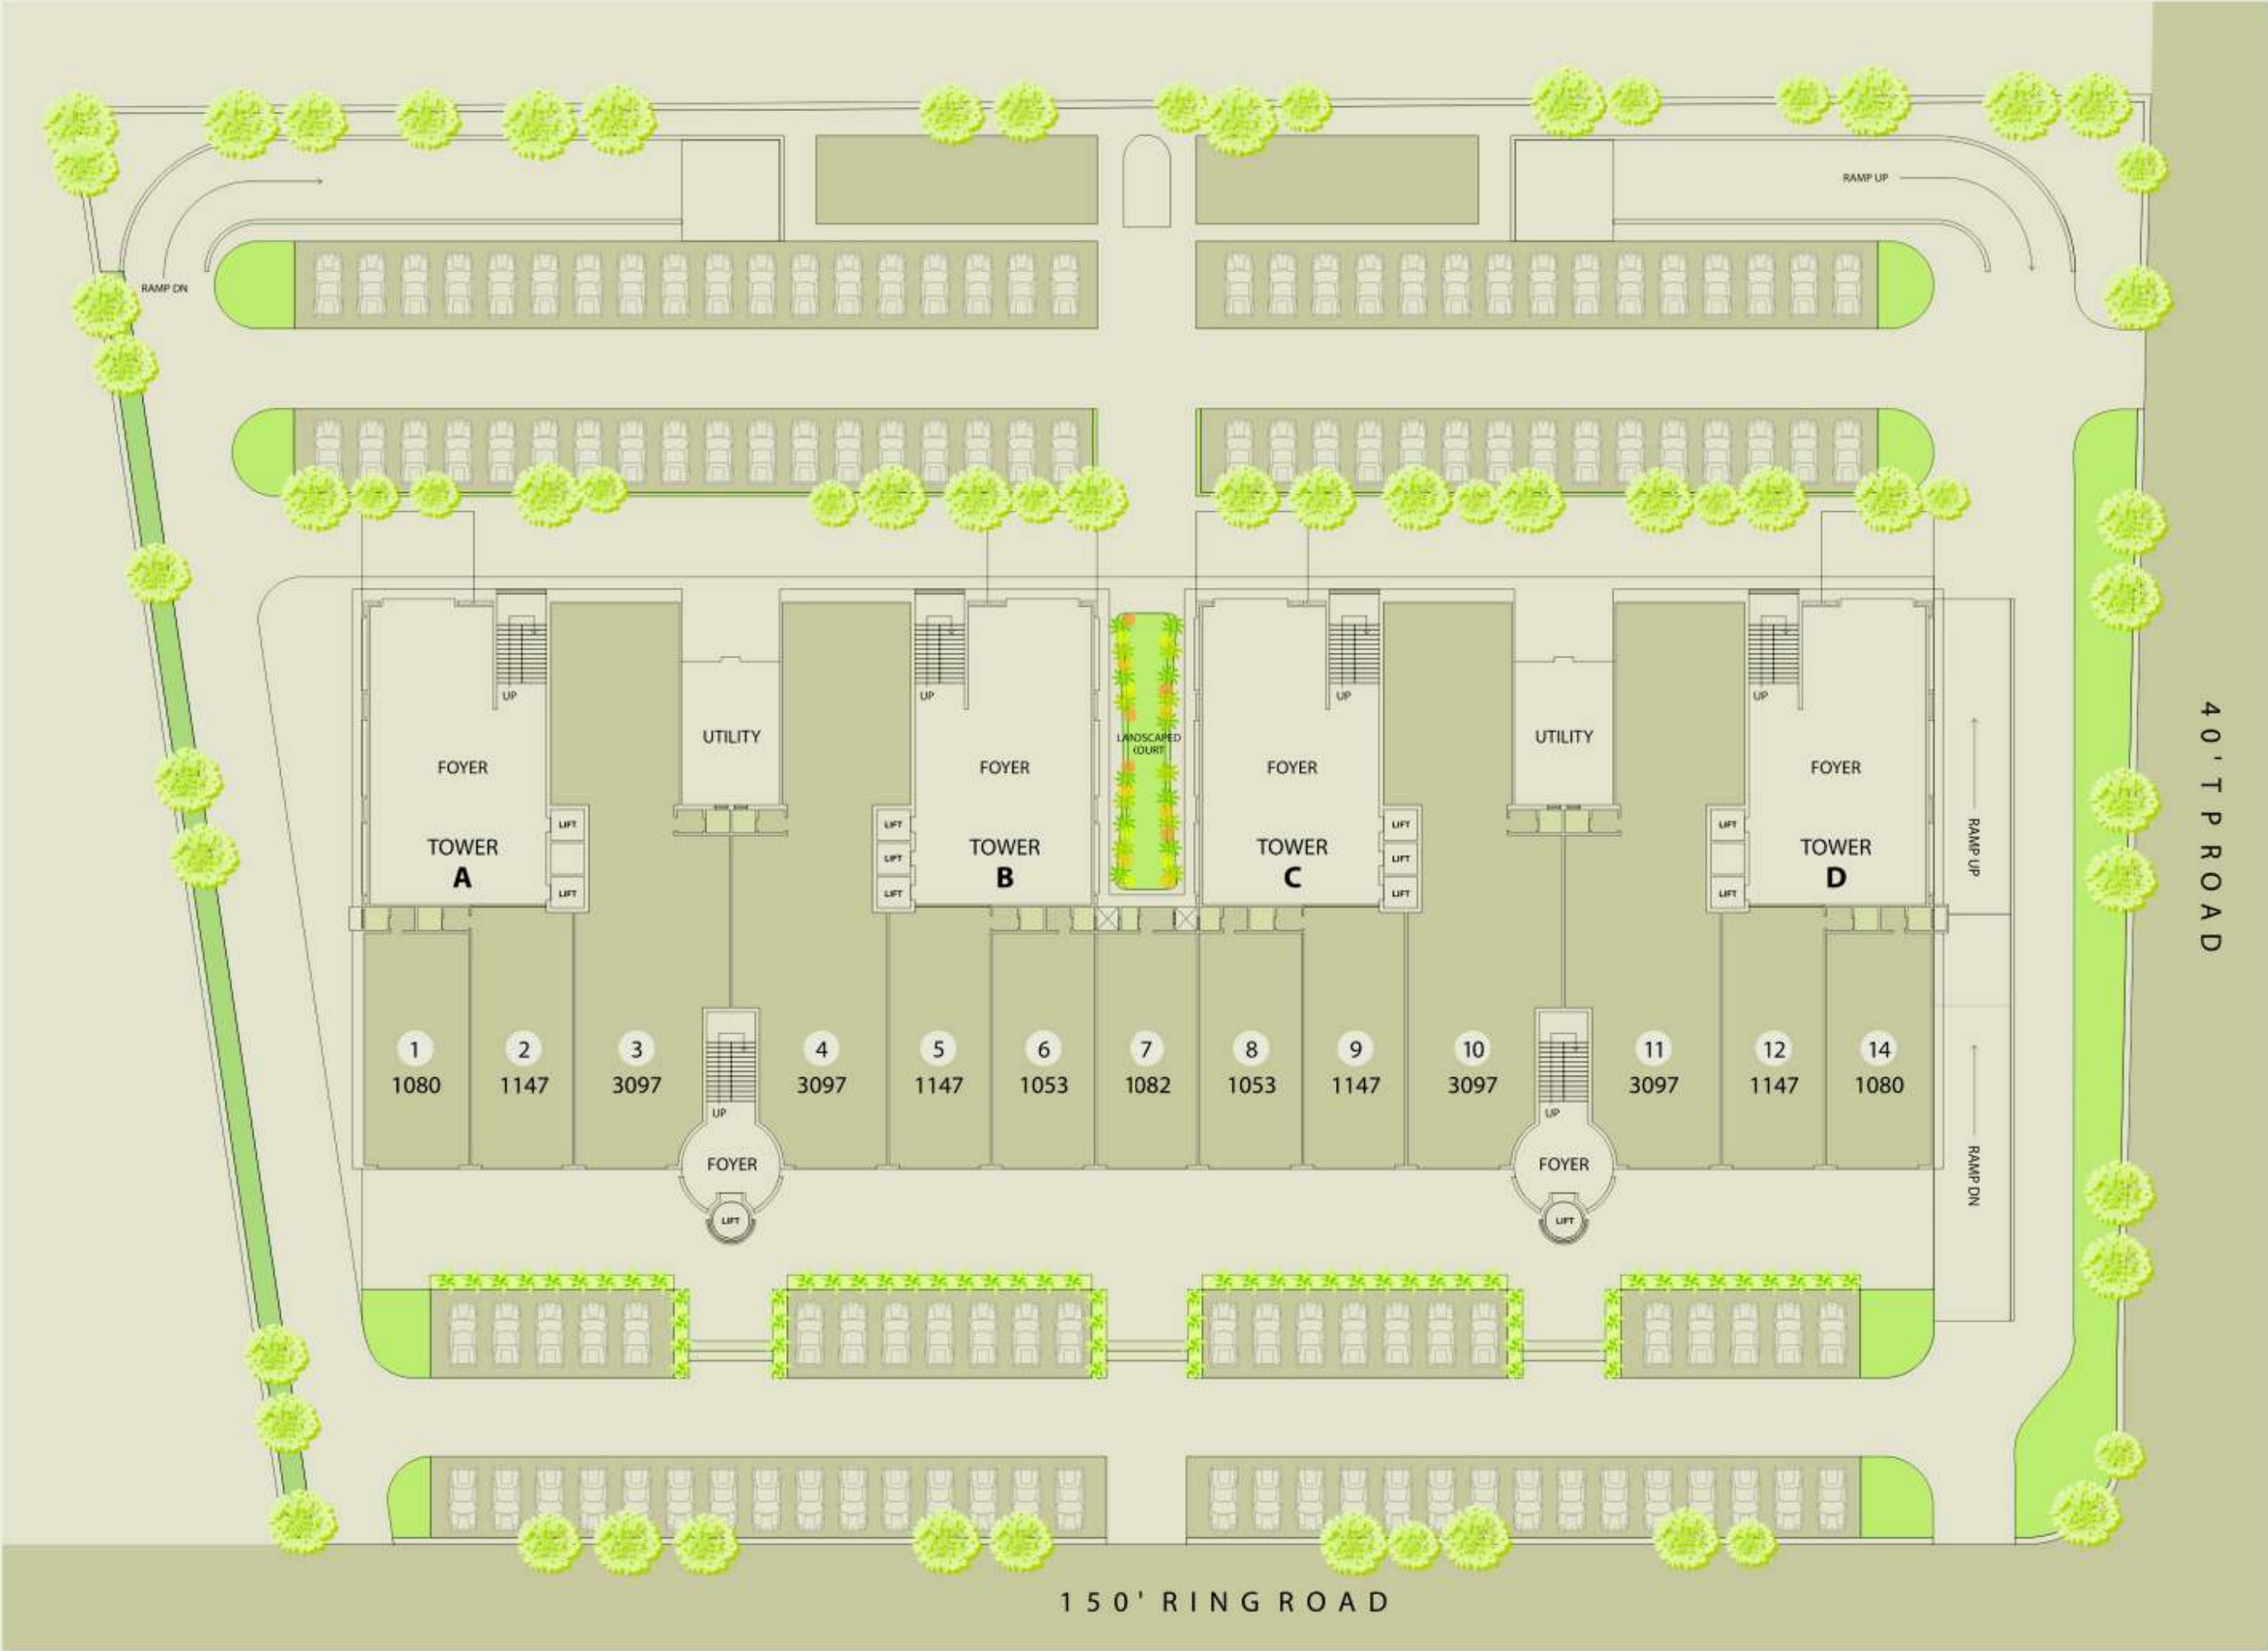 RAMP UP
RAMP DN
UP
UP
UP
UP
UTILITY
LANDSCAPED
COURT
UTILITY
FOYER
FOYER
FOYER
FOYER
40' T P ROAD
LIFT
LIFT
LIFT
LIFT
TOWER
A
TOWER
B
TOWER
C
TOWER
D
RAMP UP
LIFT
LIFT
LIFT
LIFT
LIFT
LIFT
1
2
3
4
5
6
7
8
9
10
11
12
14
1080
1147
3097
3097
1147
1053
1082
1053
1147
3097
3097
1147
1080
UP
UP
RAMP DN
FOYER
FOYER
LIFT
LIFT
150' RING ROAD